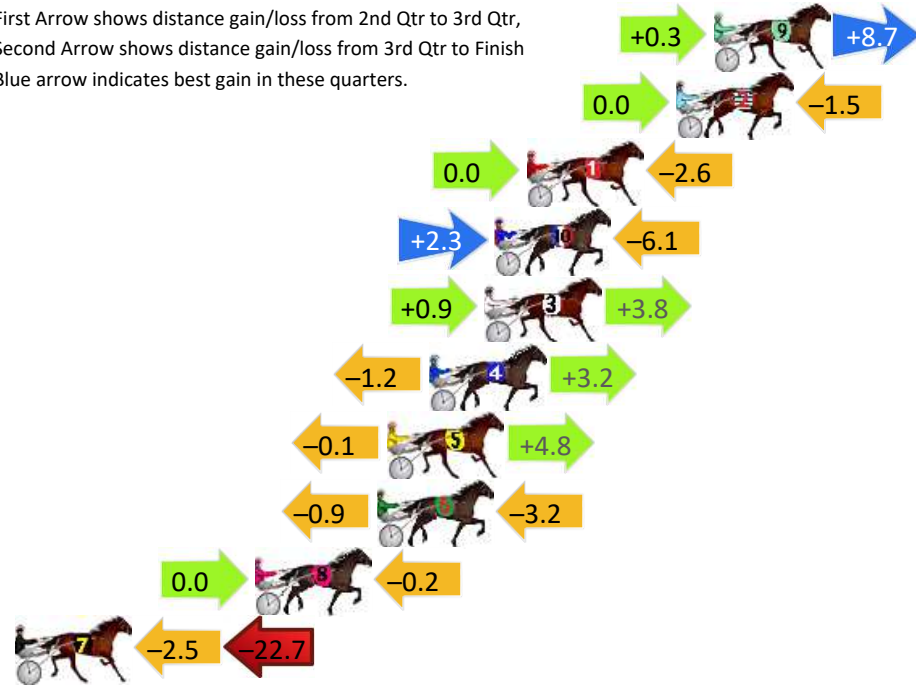 First Arrow shows distance gain/loss from 2nd Qtr to 3rd Qtr,
Second Arrow shows distance gain/loss from 3rd Qtr to Finish
Blue arrow indicates best gain in these quarters.
+0.3 9 +8.7
0.0 2 −1.5
0.0 1 −2.6
+2.3 10 −6.1
+0.9 3 +3.8
−1.2 4 +3.2
−0.1 5 +4.8
−0.9 6 −3.2
0.0 8 −0.2
7 −2.5 −22.7